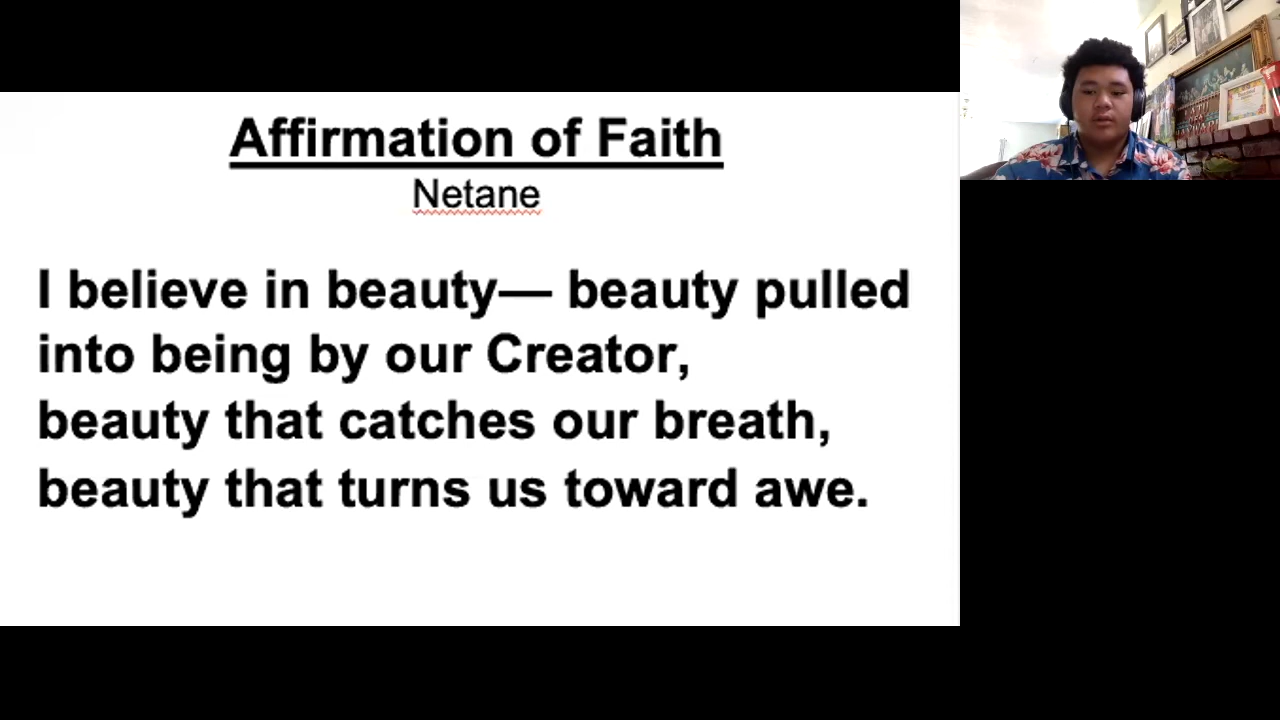 Affirmation of Faith
Netane
I believe in beauty— beauty pulled
into being by our Creator,
beauty that catches our breath,
beauty that turns us toward awe.